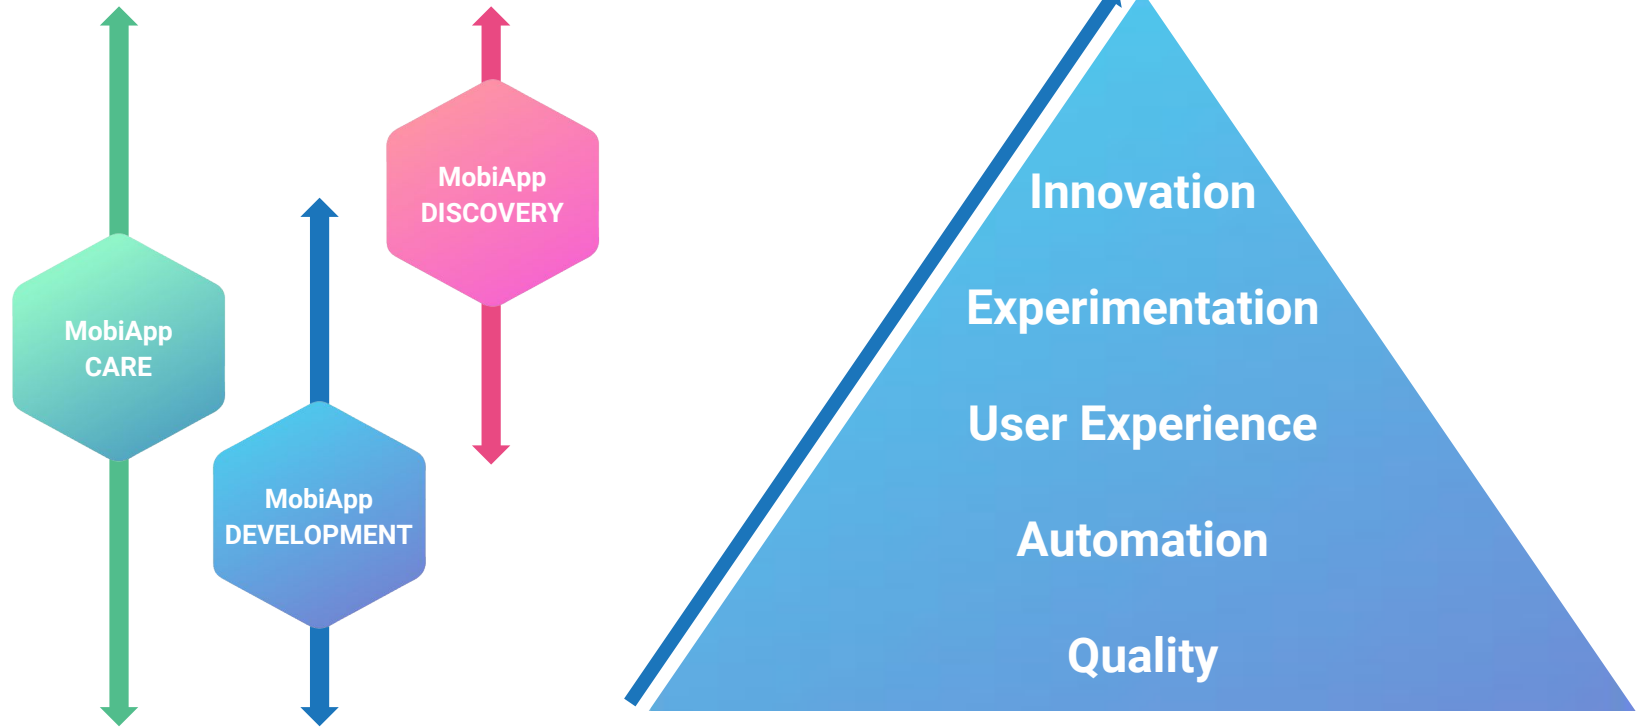 MobiApp
CARE
MobiApp
DEVELOPMENT
MobiApp
DISCOVERY
Innovation
Experimentation
User Experience
Automation
Quality